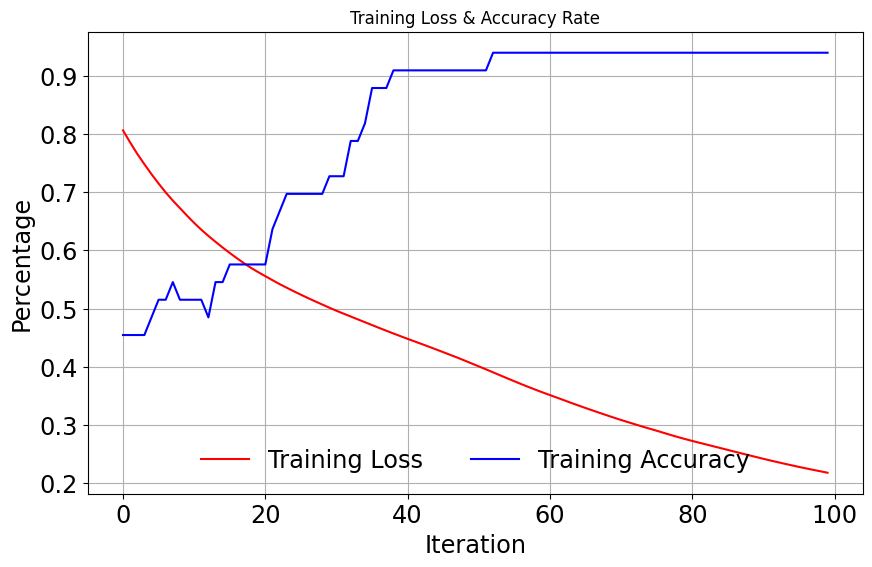 Training Loss & Accuracy Rate
Percentage
0.9
0.8
0.7
0.6
0.5
0.4
0.3
0.2
Training Loss
Training Accuracy
0 20 40 60 80 100
Iteration